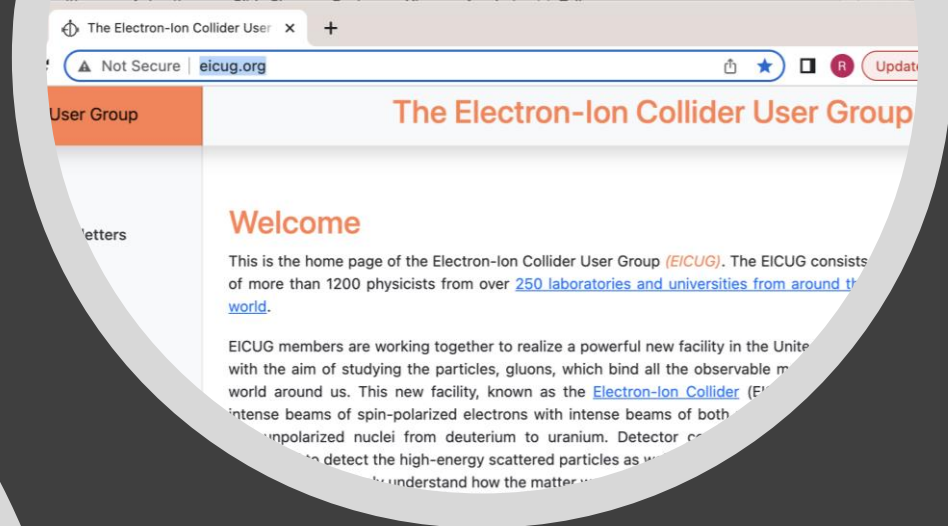 The Electron-Ion Collider User
Not Secure | eicug.org
R
Update
User Group
The Electron-Ion Collider User Group
Welcome
This is the home page of the Electron-Ion Collider User Group (EICUG). The EICUG consists
of more than 1200 physicists from over 250 laboratories and universities from around
world.
EICUG members are working together to realize a powerful new facility in the
with the aim of studying the particles, gluons, which bind all the observable
world around us. This new facility, known as the Electron-Ion Collider
intense beams of spin-polarized electrons with intense beams of both
unpolarized nuclei from deuterium to uranium. Detector
to detect the high-energy scattered particles as
understand how the matter